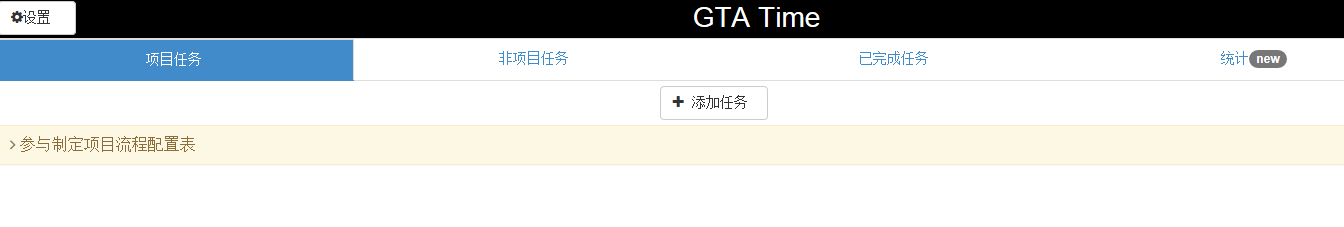 设置
GTA Time
项目任务
非项目任务
已完成任务
统计 new
添加任务
参与制定项目流程配置表